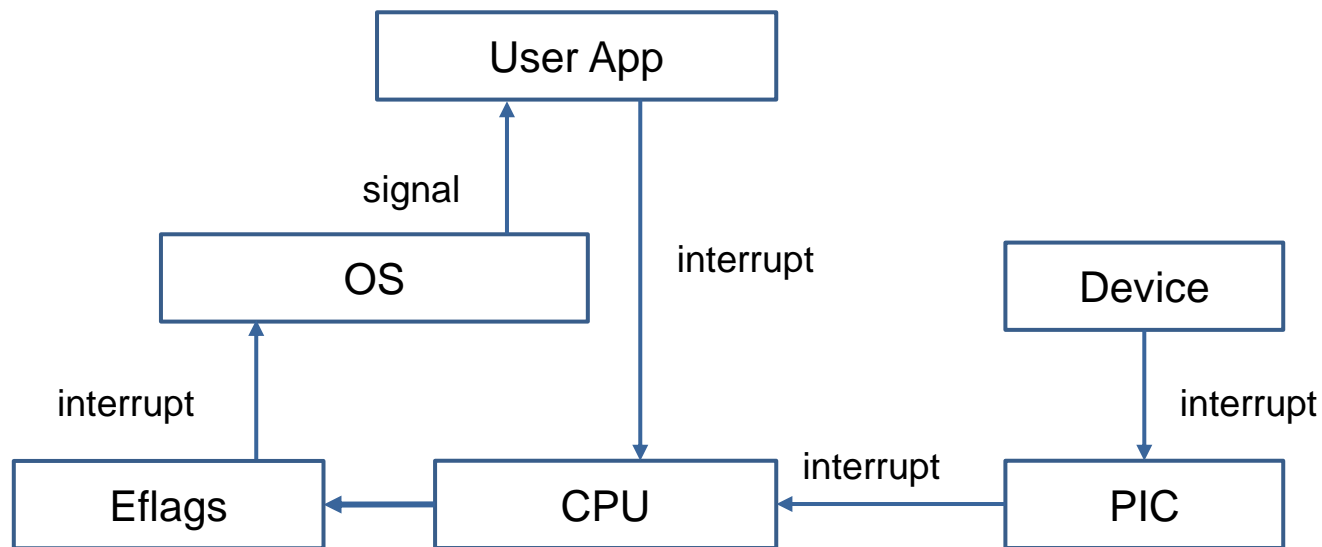 User App
signal
interrupt
OS
Device
interrupt
interrupt
interrupt
Eflags
CPU
PIC